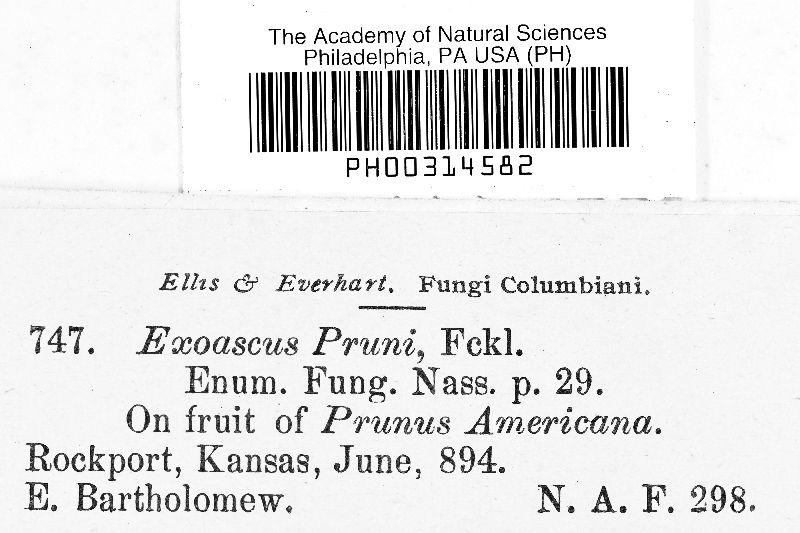 The Academy of Natural Sciences
Philadelphia, PA USA (PH)
PH00314582
Ellis & Everhart. Fungi Columbiani.
747. Exoascus Pruni, Fckl.
Enum. Fung. Nass. p. 29.
On fruit of Prunus Americana.
Rockport, Kansas, June, 894.
E. Bartholomew. N. A. F. 298.